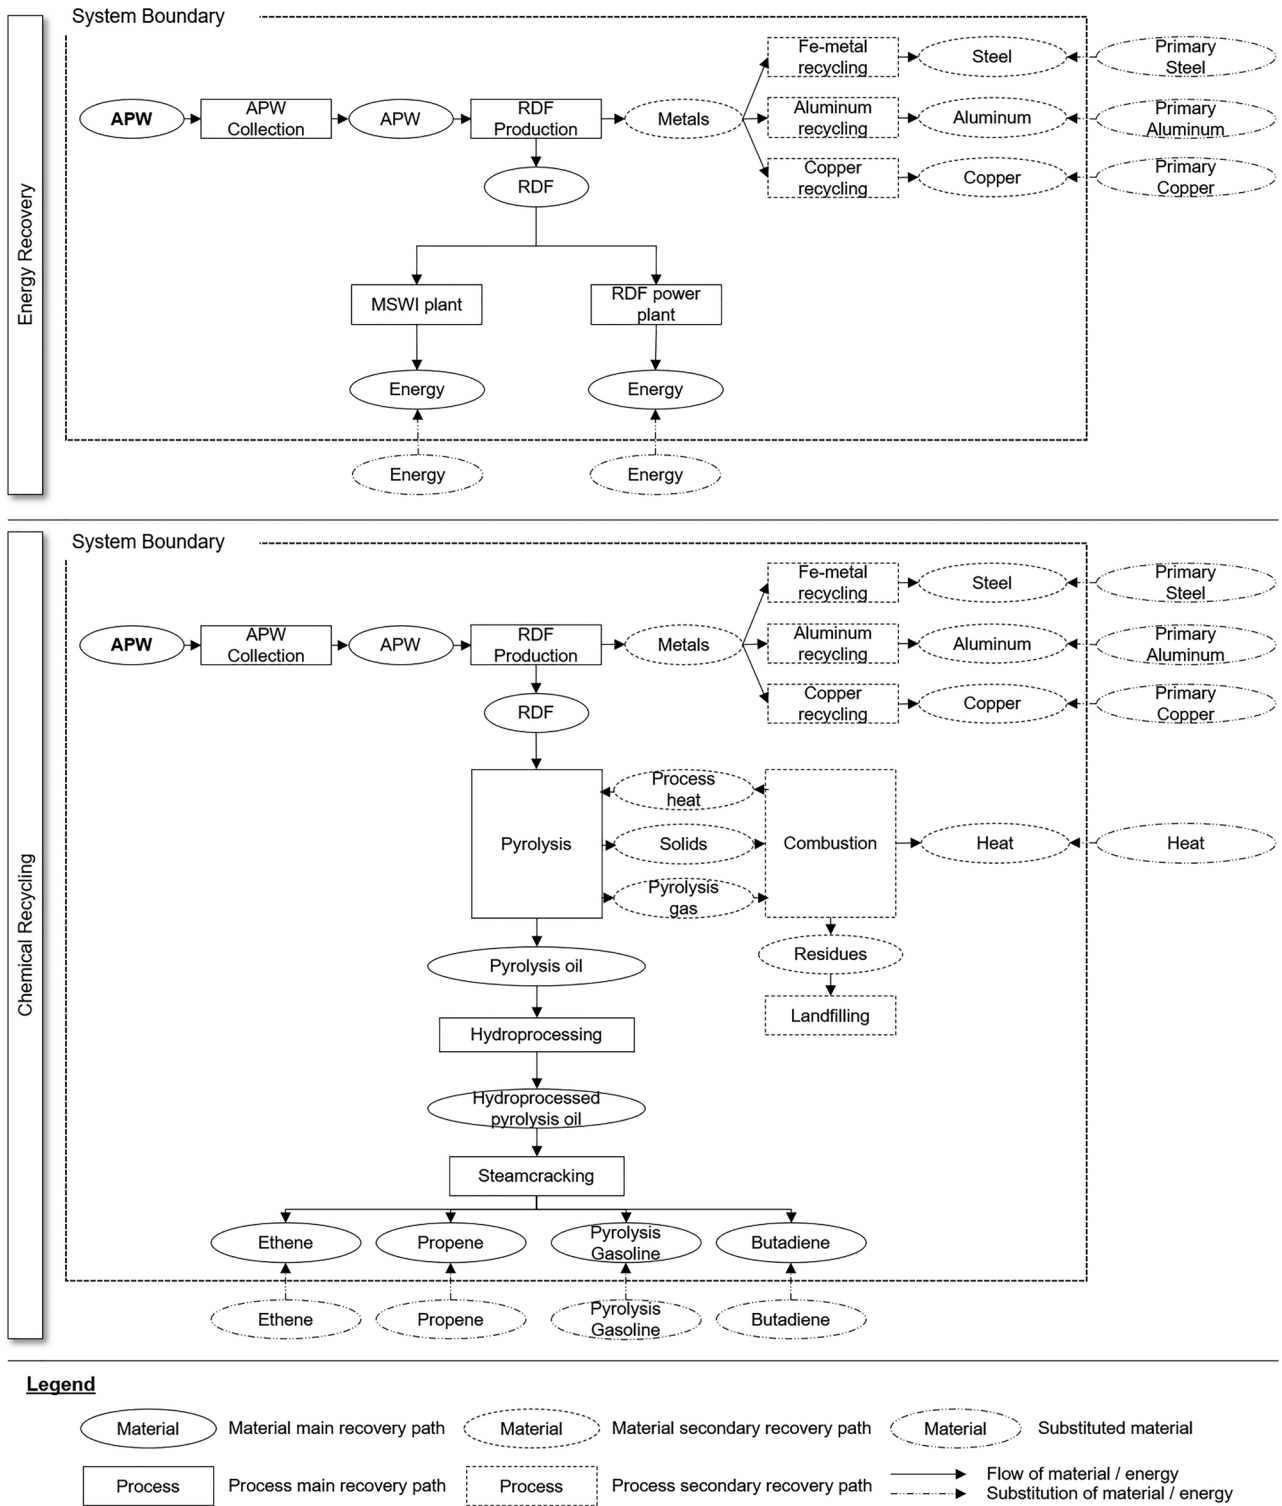 System Boundary
Energy Recovery
APW
APW
Collection
APW
RDF
Production
Metals
Fe-metal
recycling
Steel
Primary
Steel
Aluminum
recycling
Aluminum
Primary
Aluminum
Copper
recycling
Copper
Primary
Copper
RDF
MSWI plant
RDF power
plant
Energy
Energy
Energy
Energy
System Boundary
Chemical Recycling
APW
APW
Collection
APW
RDF
Production
Metals
Fe-metal
recycling
Steel
Primary
Steel
Aluminum
recycling
Aluminum
Primary
Aluminum
Copper
recycling
Copper
Primary
Copper
RDF
Pyrolysis
Process
heat
Solids
Pyrolysis
gas
Combustion
Heat
Heat
Residues
Landfilling
Pyrolysis oil
Hydroprocessing
Hydroprocessed
pyrolysis oil
Steamcracking
Ethene
Propene
Pyrolysis
Gasoline
Butadiene
Ethene
Propene
Pyrolysis
Gasoline
Butadiene
Legend
Material
Material main recovery path
Material
Material secondary recovery path
Material
Substituted material
Process
Process main recovery path
Process
Process secondary recovery path
Flow of material / energy
Substitution of material / energy